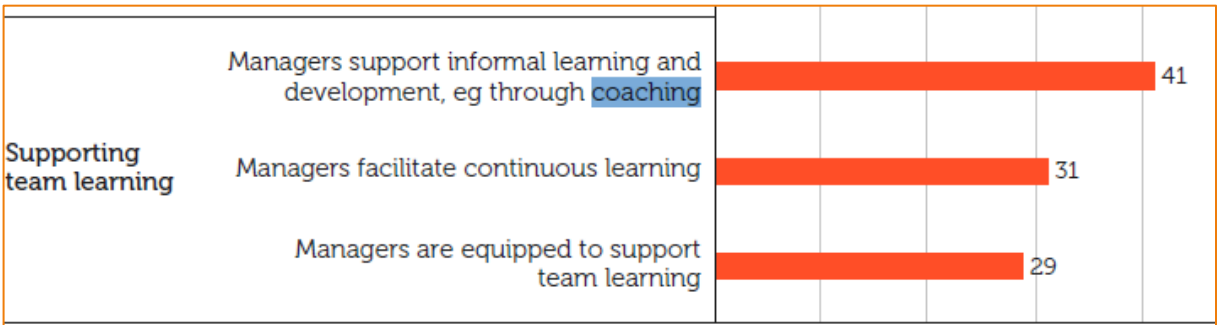 Managers support informal learning and
development, eg through coaching
41
Supporting
team learning
Managers facilitate continuous learning
31
Managers are equipped to support
team learning
29